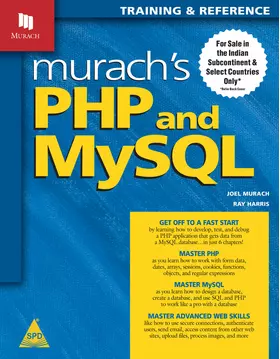 TRAINING & REFERENCE
MURACH
For Sale in
the Indian
Subcontinent &
Select Countries
Only*
*Refer Back Cover
murach's
PHP and
MySQL
JOEL MURACH
RAY HARRIS
GET OFF TO A FAST START
by learning how to develop, test, and debug
a PHP application that gets data from
a MySQL database...in just 6 chapters!
MASTER PHP
as you learn how to work with form data,
dates, arrays, sessions, cookies, functions,
objects, and regular expressions
MASTER MySQL
as you learn how to design a database,
create a database, and use SQL and PHP
to work like a pro with a database
MASTER ADVANCED WEB SKILLS
like how to use secure connections, authenticate
users, send email, access content from other web
sites, upload files, process images, and more
SPD